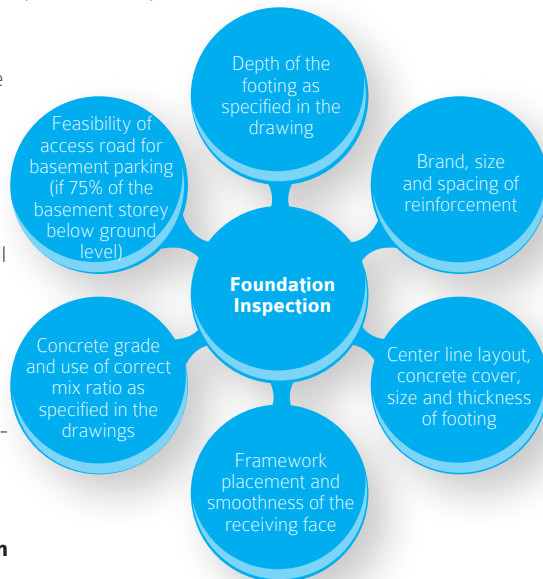 Depth of the
footing as
specified in the
drawing
Brand, size
and spacing of
reinforcement
Center line layout,
concrete cover,
size and thickness
of footing
Framework
placement and
smoothness of the
receiving face
Concrete grade
and use of correct
mix ratio as
specified in the
drawings
Feasibility of
access road for
basement parking
(if 75% of the
basement storey
below ground
level)
Foundation
Inspection